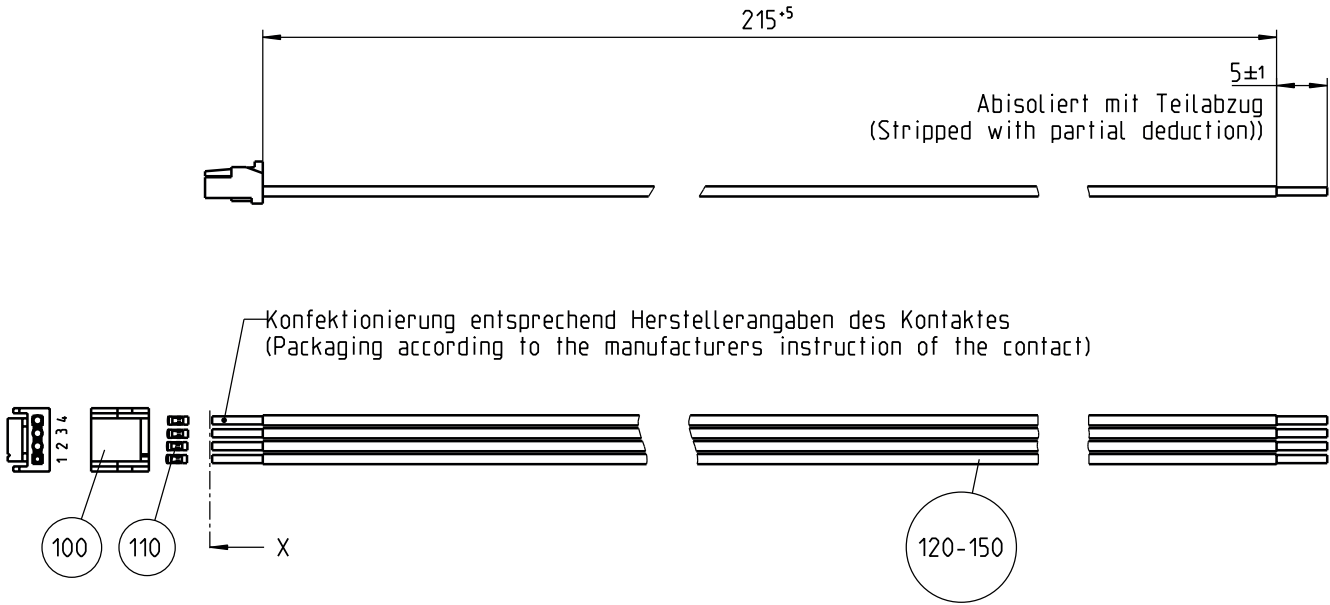 215+5
5±1
Abisoliert mit Teilabzug
(Stripped with partial deduction))
Konfektionierung entsprechend Herstellerangaben des Kontaktes
(Packaging according to the manufacturers instruction of the contact)
1 2 3 4
100
110
X
120-150